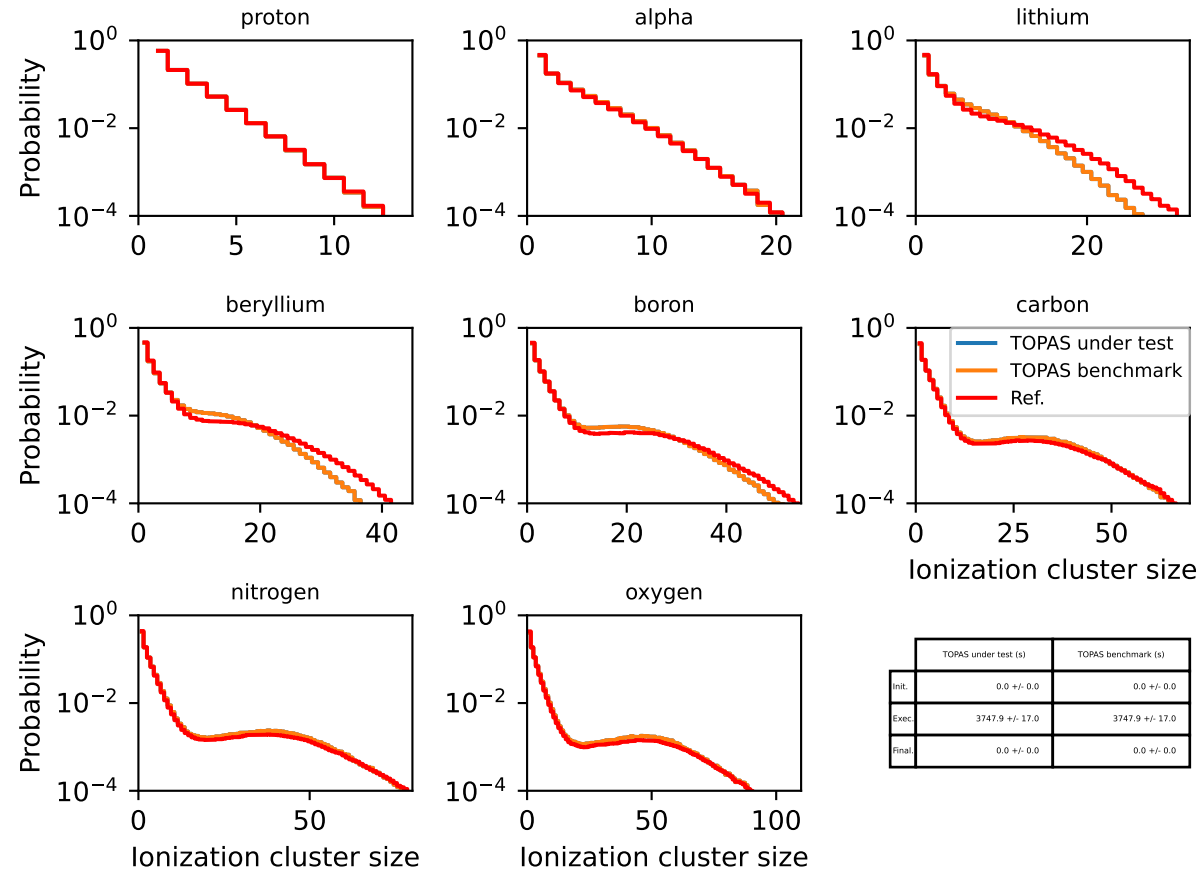 proton
alpha
lithium
Probability
10^0
10^-2
10^-4
0 5 10
10^0
10^-2
10^-4
0 10 20
10^0
10^-2
10^-4
0 20
beryllium
boron
carbon
Probability
10^0
10^-2
10^-4
0 20 40
10^0
10^-2
10^-4
0 20 40
10^0
10^-2
10^-4
0 25 50
TOPAS under test
TOPAS benchmark
Ref.
Ionization cluster size
nitrogen
oxygen
Probability
10^0
10^-2
10^-4
0 50
Ionization cluster size
10^0
10^-2
10^-4
0 50 100
Ionization cluster size
TOPAS under test (s) TOPAS benchmark (s)
Init. 0.0 +/- 0.0 0.0 +/- 0.0
Exec. 3747.9 +/- 17.0 3747.9 +/- 17.0
Final. 0.0 +/- 0.0 0.0 +/- 0.0